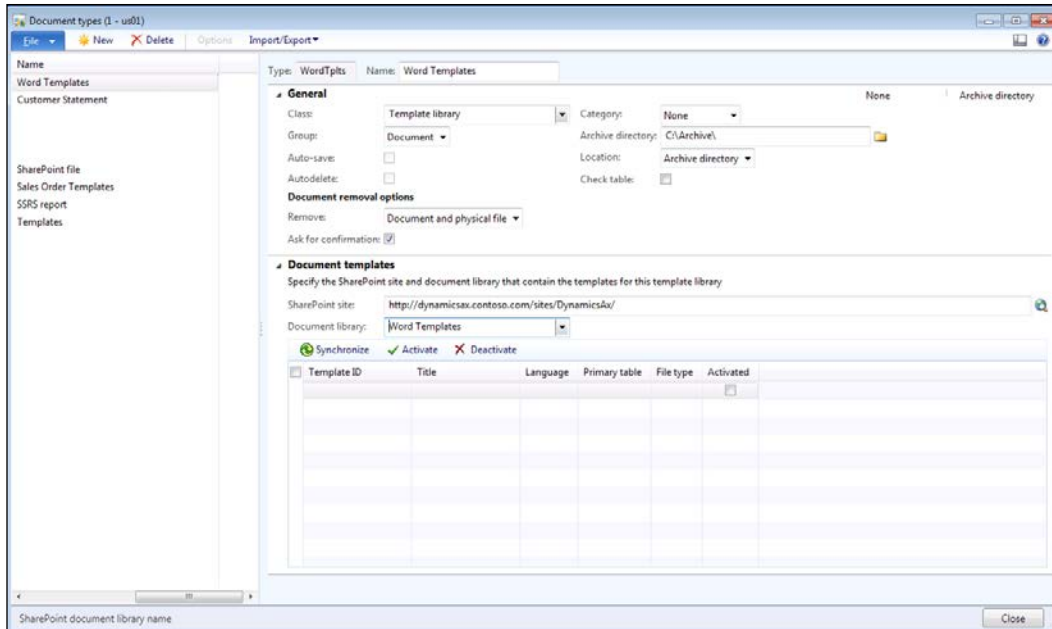 Document types (1 - us01)
File New Delete Options Import/Export
Name
Word Templates
Customer Statement
SharePoint file
Sales Order Templates
SSRS report
Templates
Type: WordTplts Name: Word Templates
General None Archive directory
Class: Template library Category: None
Group: Document Archive directory: C:\Archive\
Auto-save: Location: Archive directory
Autodelete: Check table:
Document removal options
Remove: Document and physical file
Ask for confirmation:
Document templates
Specify the SharePoint site and document library that contain the templates for this template library
SharePoint site: http://dynamicsax.contoso.com/sites/DynamicsAx/
Document library: Word Templates
Synchronize Activate Deactivate
Template ID Title Language Primary table File type Activated
SharePoint document library name Close